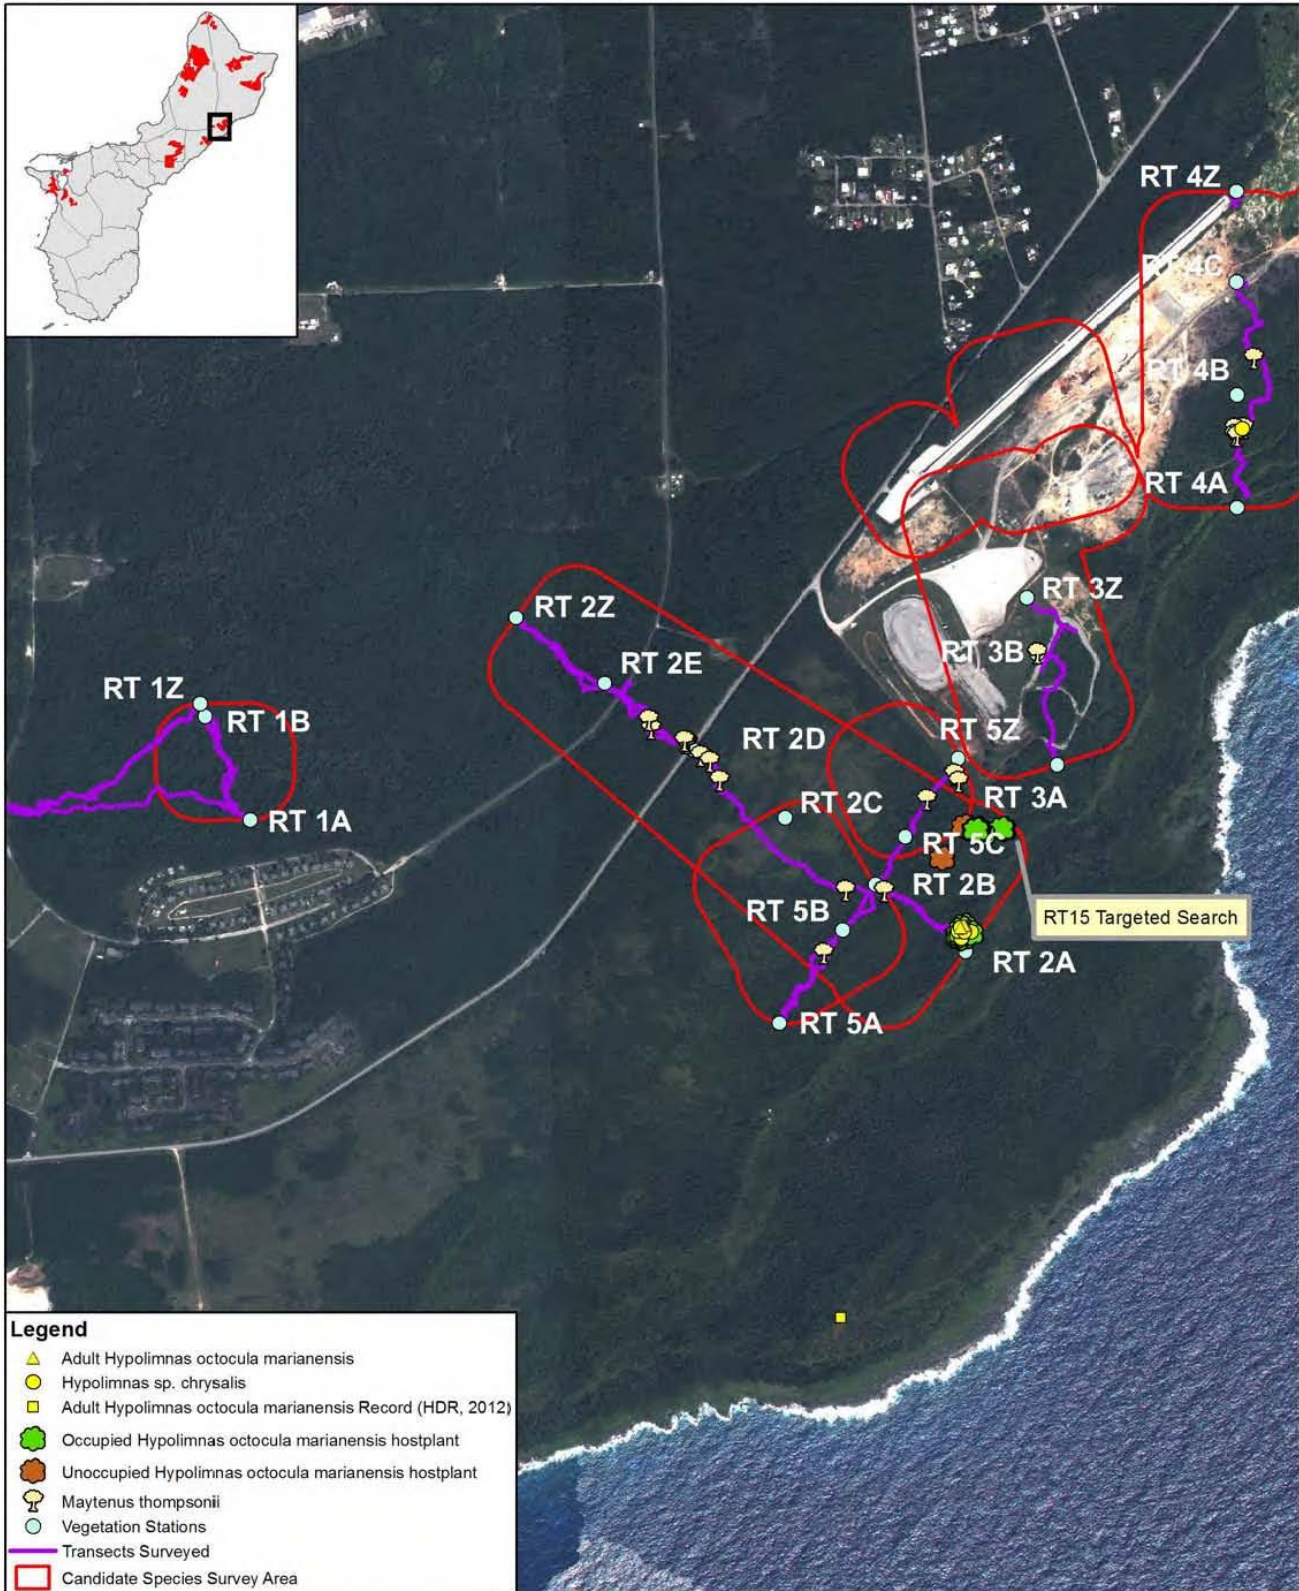 RT 4Z
RT 4C
RT 4B
RT 4A
RT 2Z
RT 3Z
RT 3B
RT 2E
RT 1Z
RT 1B
RT 2D
RT 5Z
RT 3A
RT 2C
RT 1A
RT 5C
RT 2B
RT 5B
RT15 Targeted Search
RT 2A
RT 5A
Legend
Adult Hypolimnas octocula marianensis
Hypolimnas sp. chrysalis
Adult Hypolimnas octocula marianensis Record (HDR, 2012)
Occupied Hypolimnas octocula marianensis hostplant
Unoccupied Hypolimnas octocula marianensis hostplant
Maytenus thompsonii
Vegetation Stations
Transects Surveyed
Candidate Species Survey Area